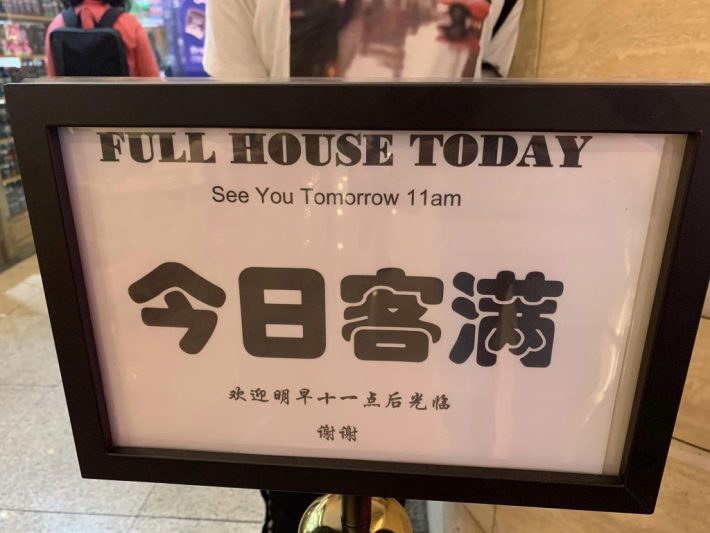 FULL HOUSE TODAY
See You Tomorrow 11am
今日客满
欢迎明早十一点后光临
谢谢